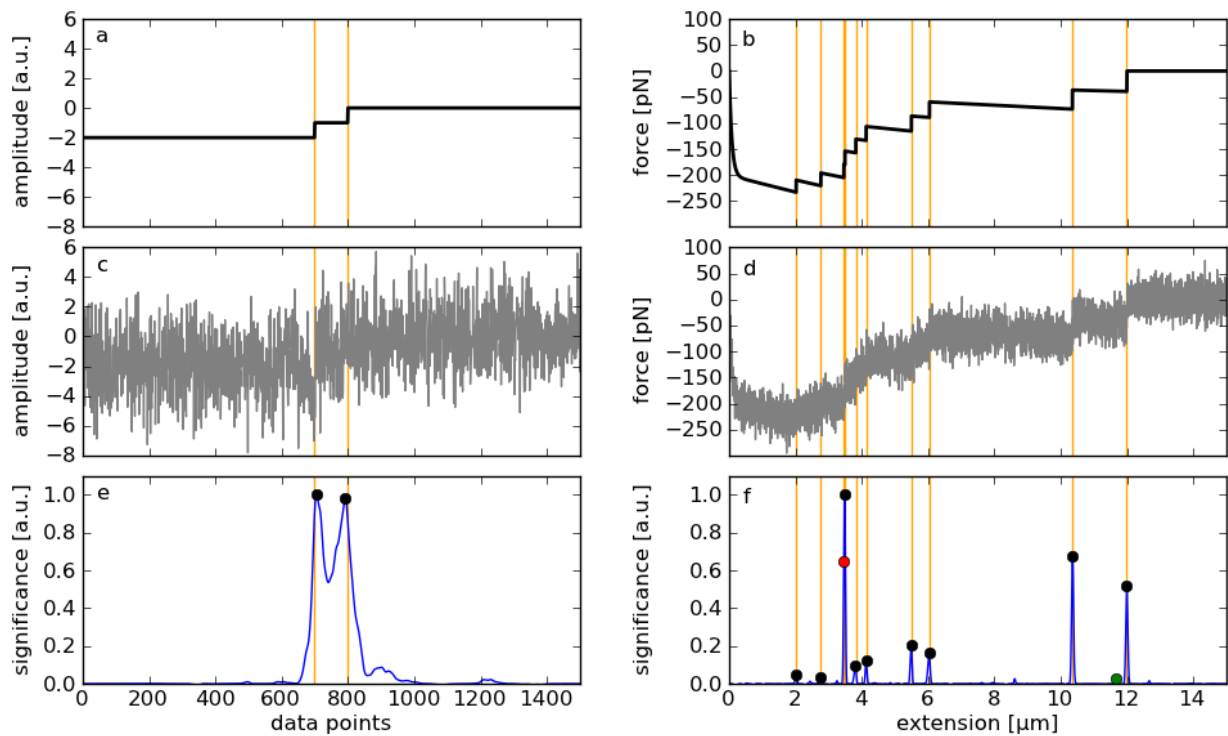 a
amplitude [a.u.]
6
4
2
0
−2
−4
−6
−8
b
force [pN]
100
50
0
−50
−100
−150
−200
−250
c
amplitude [a.u.]
6
4
2
0
−2
−4
−6
−8
d
force [pN]
100
50
0
−50
−100
−150
−200
−250
e
significance [a.u.]
1.0
0.8
0.6
0.4
0.2
0.0
0 200 400 600 800 1000 1200 1400
data points
f
significance [a.u.]
1.0
0.8
0.6
0.4
0.2
0.0
0 2 4 6 8 10 12 14
extension [μm]